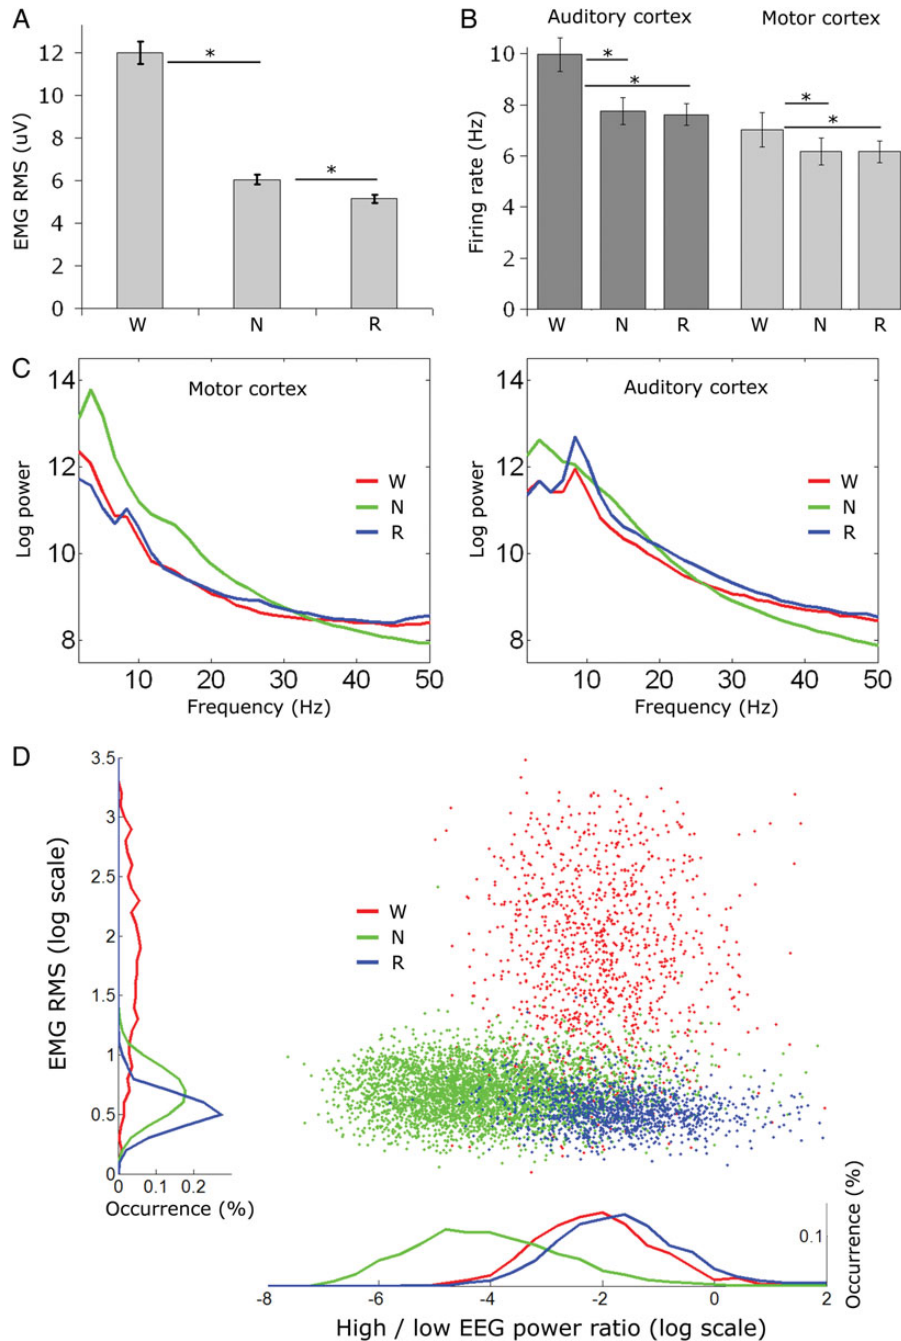 A
EMG RMS (uV)
12
10
8
6
4
2
0
*
*
W
N
R
B
Auditory cortex
Motor cortex
Firing rate (Hz)
10
8
6
4
2
0
*
*
*
*
W
N
R
W
N
R
C
Motor cortex
Log power
14
12
10
8
W
N
R
10
20
30
40
50
Frequency (Hz)
Auditory cortex
Log power
14
12
10
8
W
N
R
10
20
30
40
50
Frequency (Hz)
D
EMG RMS (log scale)
3.5
3
2.5
2
1.5
1
0.5
0
0
0.1
0.2
Occurrence (%)
W
N
R
0.1
Occurrence (%)
-8
-6
-4
-2
0
2
High / low EEG power ratio (log scale)